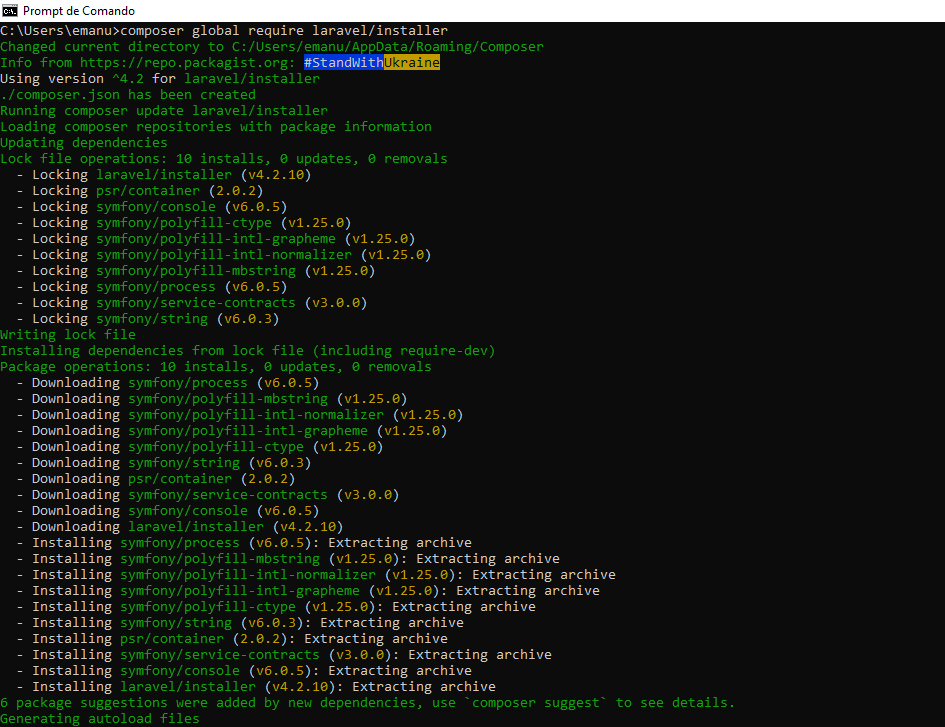 Prompt de Comando
C:\Users\emanu>composer global require laravel/installer
Changed current directory to C:/Users/emanu/AppData/Roaming/Composer
Info from https://repo.packagist.org: #StandWithUkraine
Using version ^4.2 for laravel/installer
./composer.json has been created
Running composer update laravel/installer
Loading composer repositories with package information
Updating dependencies
Lock file operations: 10 installs, 0 updates, 0 removals
  - Locking laravel/installer (v4.2.10)
  - Locking psr/container (2.0.2)
  - Locking symfony/console (v6.0.5)
  - Locking symfony/polyfill-ctype (v1.25.0)
  - Locking symfony/polyfill-intl-grapheme (v1.25.0)
  - Locking symfony/polyfill-intl-normalizer (v1.25.0)
  - Locking symfony/polyfill-mbstring (v1.25.0)
  - Locking symfony/process (v6.0.5)
  - Locking symfony/service-contracts (v3.0.0)
  - Locking symfony/string (v6.0.3)
Writing lock file
Installing dependencies from lock file (including require-dev)
Package operations: 10 installs, 0 updates, 0 removals
  - Downloading symfony/process (v6.0.5)
  - Downloading symfony/polyfill-mbstring (v1.25.0)
  - Downloading symfony/polyfill-intl-normalizer (v1.25.0)
  - Downloading symfony/polyfill-intl-grapheme (v1.25.0)
  - Downloading symfony/polyfill-ctype (v1.25.0)
  - Downloading symfony/string (v6.0.3)
  - Downloading psr/container (2.0.2)
  - Downloading symfony/service-contracts (v3.0.0)
  - Downloading symfony/console (v6.0.5)
  - Downloading laravel/installer (v4.2.10)
  - Installing symfony/process (v6.0.5): Extracting archive
  - Installing symfony/polyfill-mbstring (v1.25.0): Extracting archive
  - Installing symfony/polyfill-intl-normalizer (v1.25.0): Extracting archive
  - Installing symfony/polyfill-intl-grapheme (v1.25.0): Extracting archive
  - Installing symfony/polyfill-ctype (v1.25.0): Extracting archive
  - Installing symfony/string (v6.0.3): Extracting archive
  - Installing psr/container (2.0.2): Extracting archive
  - Installing symfony/service-contracts (v3.0.0): Extracting archive
  - Installing symfony/console (v6.0.5): Extracting archive
  - Installing laravel/installer (v4.2.10): Extracting archive
6 package suggestions were added by new dependencies, use `composer suggest` to see details.
Generating autoload files